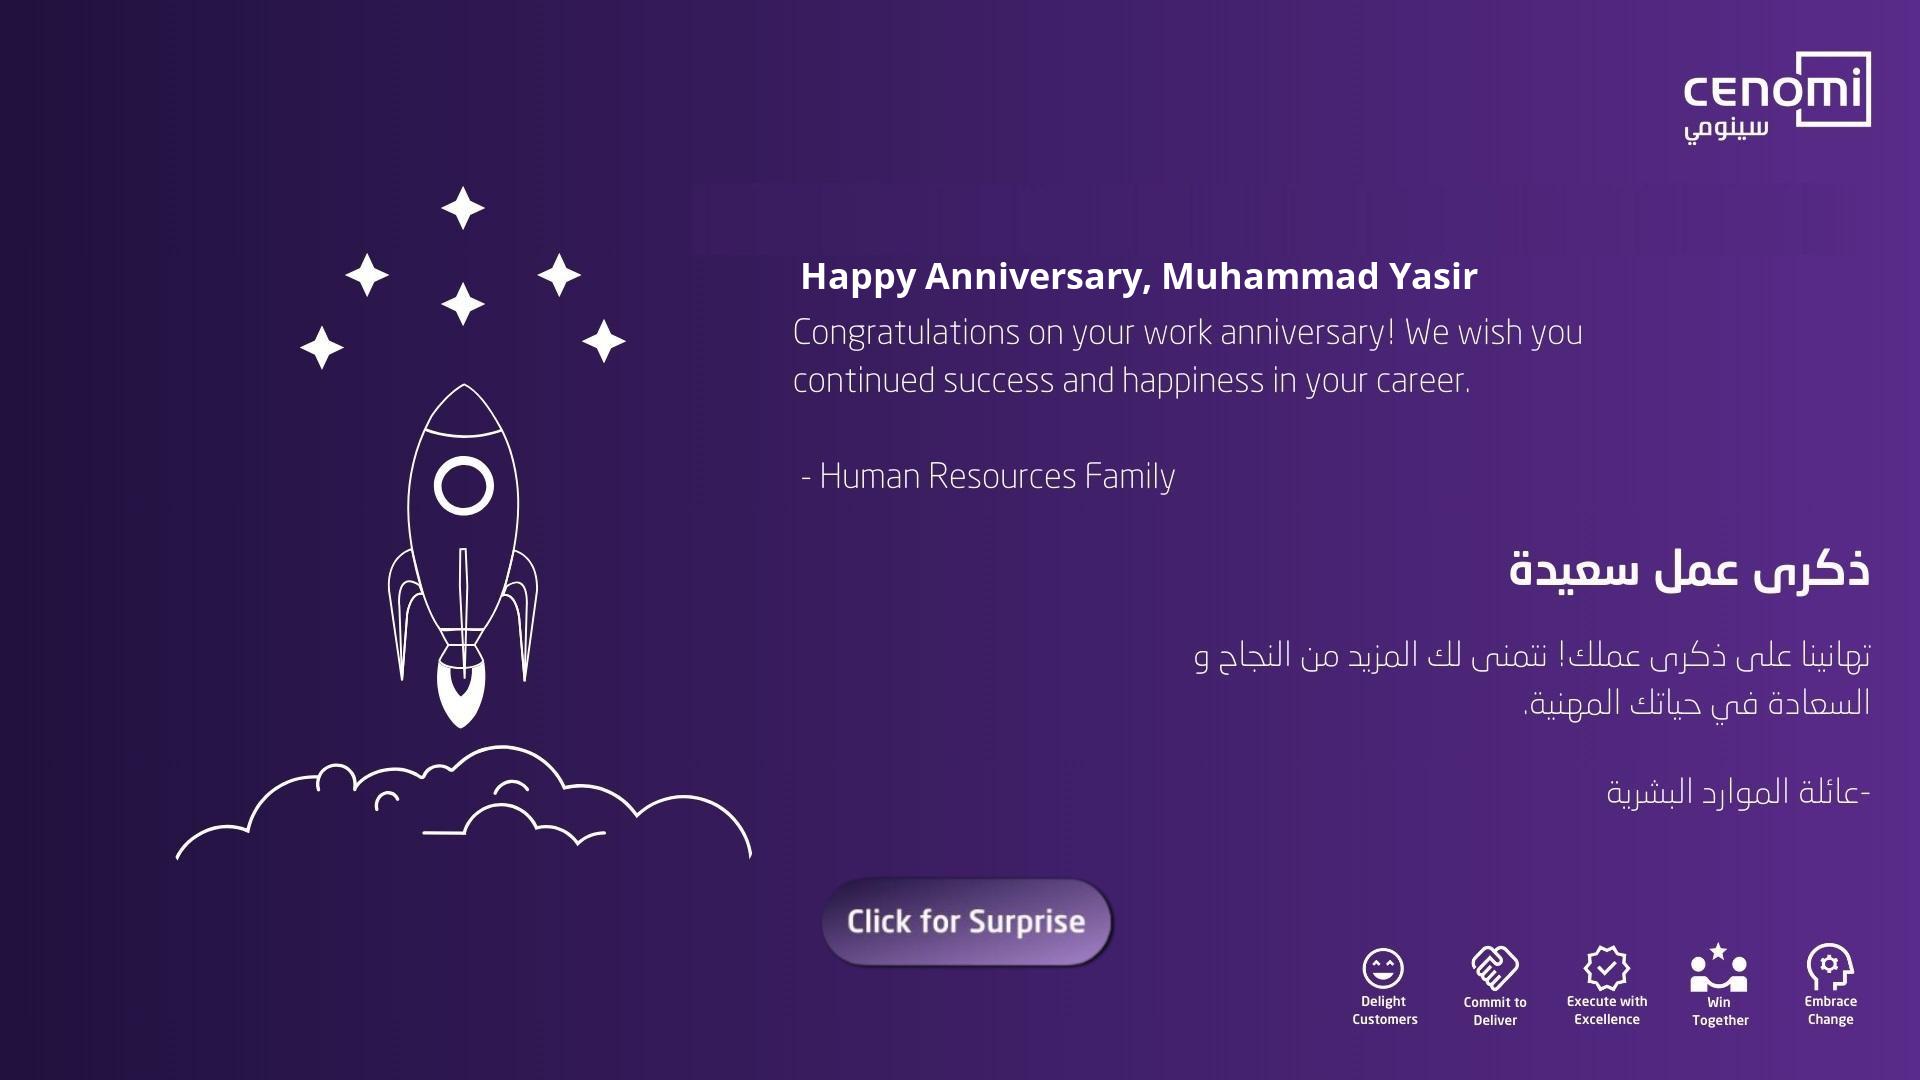 CENOMI
سينومي
Happy Anniversary, Muhammad Yasir
Congratulations on your work anniversary! We wish you
continued success and happiness in your career.
- Human Resources Family
ذكرى عمل سعيدة
تهانينا على ذكرى عملك! نتمنى لك المزيد من النجاح و
السعادة في حياتك المهنية.
-عائلة الموارد البشرية
Click for Surprise
Delight
Customers
Commit to
Deliver
Execute with
Excellence
Win
Together
Embrace
Change